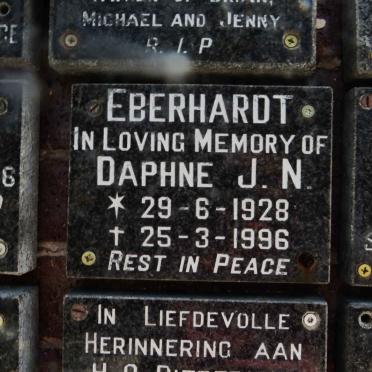 MICHAEL AND JENNY
R. I. P
EBERHARDT
IN LOVING MEMORY OF
DAPHNE J. N.
✶ 29-6-1928
† 25-3-1996
REST IN PEACE
IN LIEFDEVOLLE
HERINNERING AAN